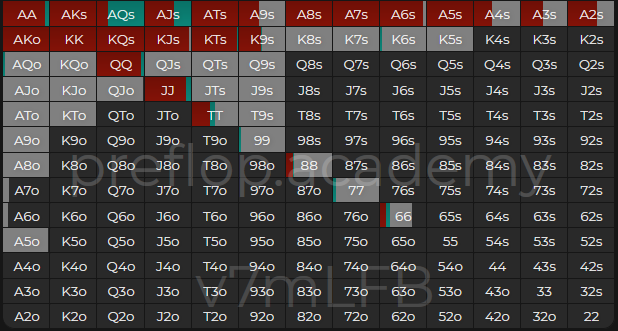 AA AKs AQs AJs ATs A9s A8s A7s A6s A5s A4s A3s A2s
AKo KK KQs KJs KTs K9s K8s K7s K6s K5s K4s K3s K2s
AQo KQo QQ QJs QTs Q9s Q8s Q7s Q6s Q5s Q4s Q3s Q2s
AJo KJo QJo JJ JTs J9s J8s J7s J6s J5s J4s J3s J2s
ATo KTo QTo JTo TT T9s T8s T7s T6s T5s T4s T3s T2s
A9o K9o Q9o J9o T9o 99 98s 97s 96s 95s 94s 93s 92s
A8o K8o Q8o J8o T8o 98o 88 87s 86s 85s 84s 83s 82s
preflop.academy
A7o K7o Q7o J7o T7o 97o 87o 77 76s 75s 74s 73s 72s
A6o K6o Q6o J6o T6o 96o 86o 76o 66 65s 64s 63s 62s
A5o K5o Q5o J5o T5o 95o 85o 75o 65o 55 54s 53s 52s
A4o K4o Q4o J4o T4o 94o 84o 74o 64o 54o 44 43s 42s
v7mLFB
A3o K3o Q3o J3o T3o 93o 83o 73o 63o 53o 43o 33 32s
A2o K2o Q2o J2o T2o 92o 82o 72o 62o 52o 42o 32o 22